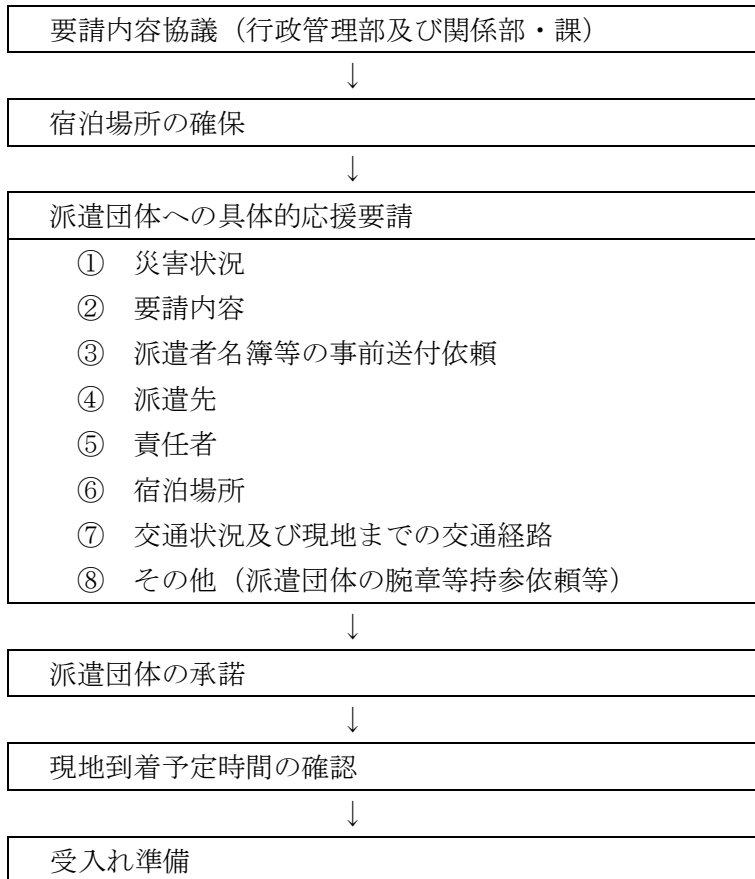 要請内容協議（行政管理部及び関係部・課）
↓
宿泊場所の確保
↓
派遣団体への具体的応援要請
① 災害状況
② 要請内容
③ 派遣者名簿等の事前送付依頼
④ 派遣先
⑤ 責任者
⑥ 宿泊場所
⑦ 交通状況及び現地までの交通経路
⑧ その他（派遣団体の腕章等持参依頼等）
↓
派遣団体の承諾
↓
現地到着予定時間の確認
↓
受入れ準備